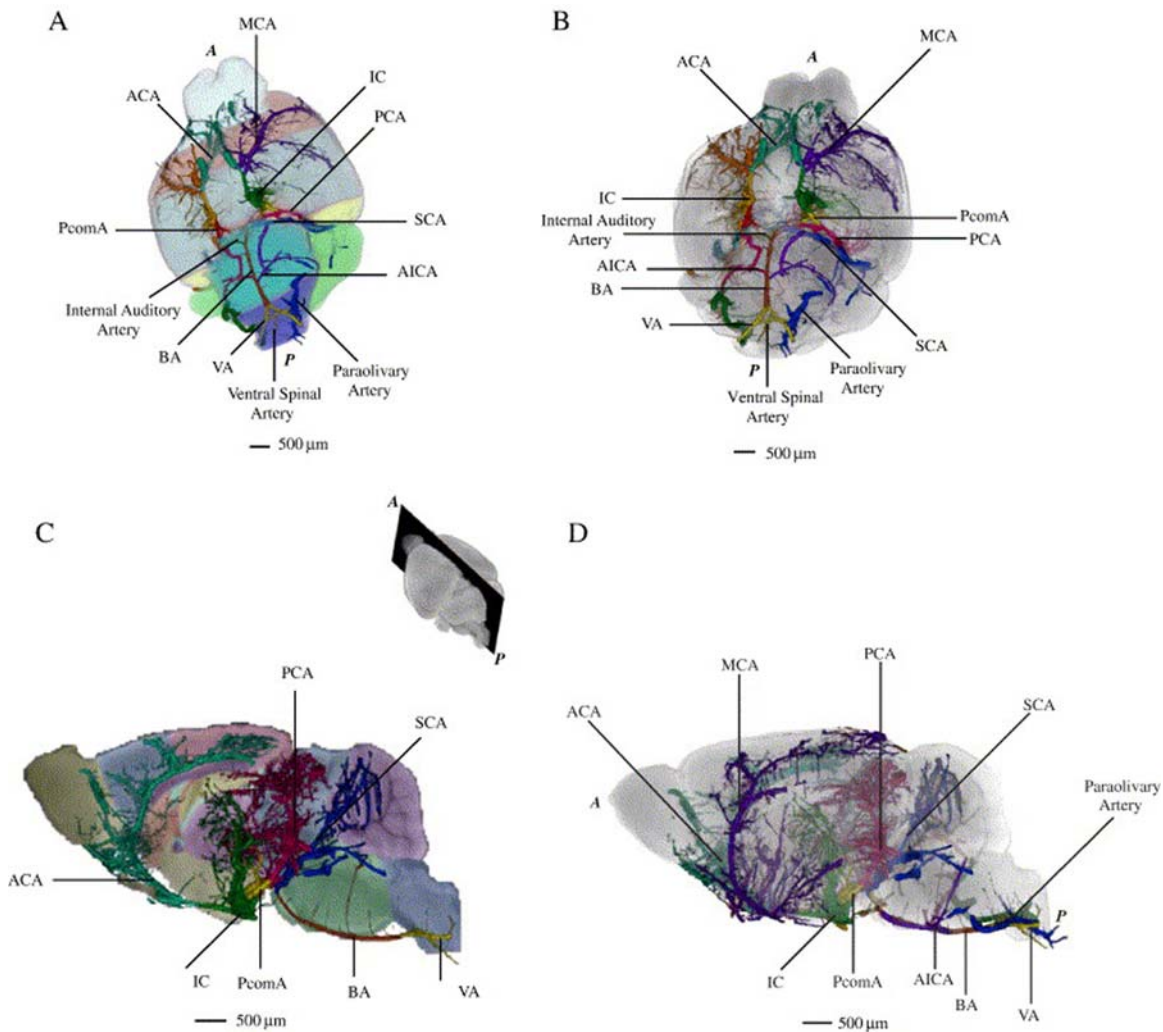 A
MCA
A
IC
ACA
PCA
PcomA
SCA
AICA
Internal Auditory
Artery
BA
VA
P
Paraolivary
Artery
Ventral Spinal
Artery
500 µm
B
MCA
A
ACA
IC
Internal Auditory
Artery
PcomA
PCA
AICA
BA
VA
SCA
P
Paraolivary
Artery
Ventral Spinal
Artery
500 µm
C
A
P
PCA
SCA
ACA
IC
PcomA
BA
VA
500 µm
D
PCA
MCA
SCA
ACA
Paraolivary
Artery
A
P
IC
PcomA
AICA
BA
VA
500 µm